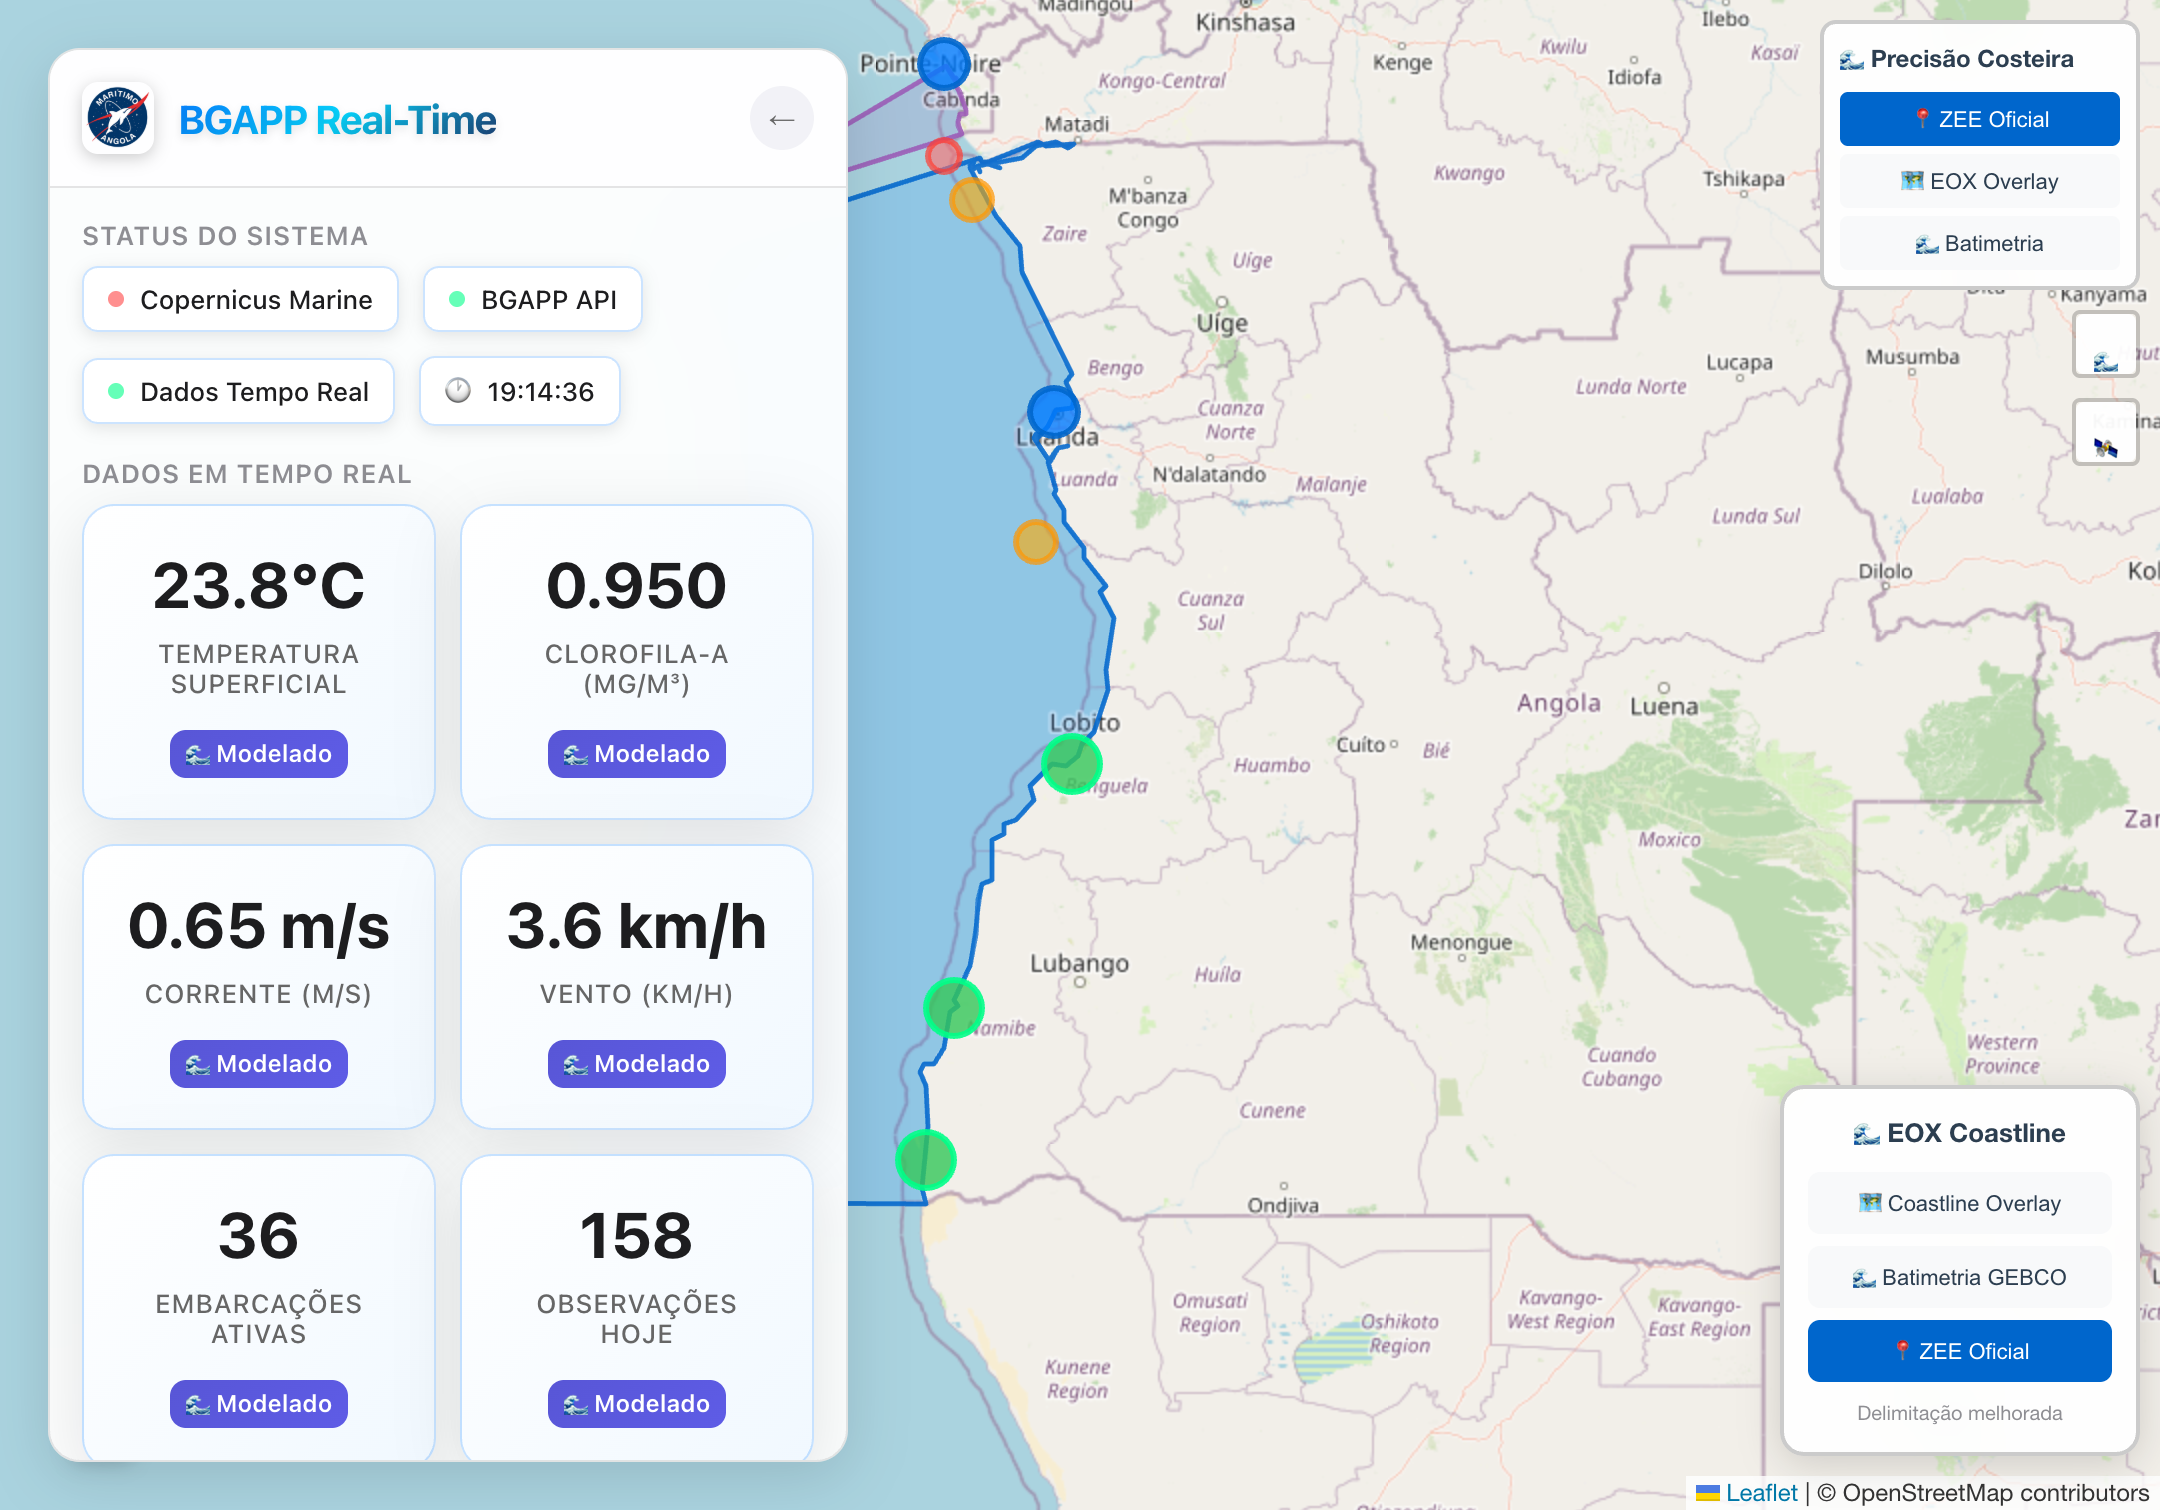 MARÍTIMO
ANGOLA
BGAPP Real-Time
←
STATUS DO SISTEMA
Copernicus Marine
BGAPP API
Dados Tempo Real
19:14:36
DADOS EM TEMPO REAL
23.8°C
TEMPERATURA
SUPERFICIAL
Modelado
0.950
CLOROFILA-A
(MG/M³)
Modelado
0.65 m/s
CORRENTE (M/S)
Modelado
3.6 km/h
VENTO (KM/H)
Modelado
36
EMBARCAÇÕES
ATIVAS
Modelado
158
OBSERVAÇÕES
HOJE
Modelado
Madingou
Kinshasa
Ilebo
Pointe-Noire
Kenge
Kwilu
Idiofa
Kasaï
Kongo-Central
Cabinda
Matadi
Kwango
Tshikapa
M'banza
Congo
Zaire
Uíge
Uíge
Kanyama
Bengo
Lucapa
Musumba
Lunda Norte
Cuanza
Norte
Luanda
Luanda
N'dalatando
Malanje
Lualaba
Lunda Sul
Dilolo
Cuanza
Sul
Angola
Luena
Lobito
Cuíto
Bié
Huambo
Benguela
Moxico
Menongue
Lubango
Huíla
Namibe
Cuando
Cubango
Western
Province
Cunene
Ondjiva
Omusati
Region
Oshikoto
Region
Kavango-
West Region
Kavango-
East Region
Kunene
Region
Precisão Costeira
ZEE Oficial
EOX Overlay
Batimetria
EOX Coastline
Coastline Overlay
Batimetria GEBCO
ZEE Oficial
Delimitação melhorada
Leaflet | © OpenStreetMap contributors